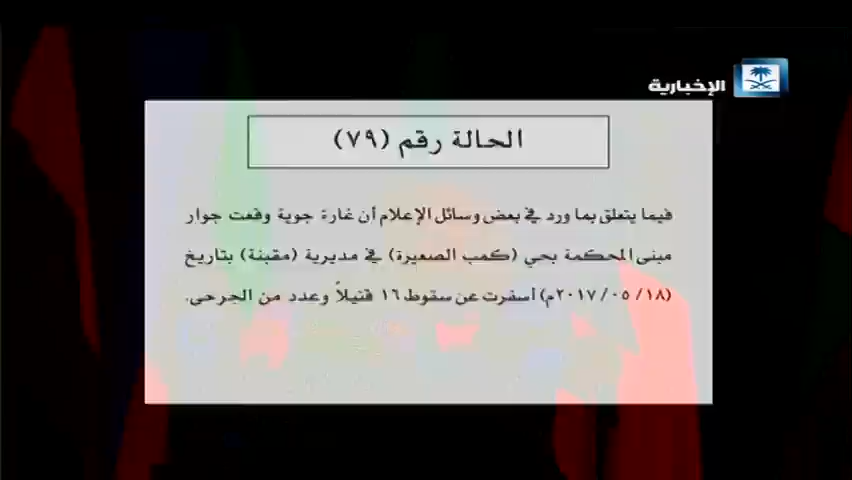 الإخبارية
الحالة رقم (٧٩)
فيما يتعلق بما ورد في بعض وسائل الإعلام أن غارة جوية وقعت جوار
مبنى المحكمة بحي (كمب الصعيرة) في مديرية (مقبنة) بتاريخ
(١٨/ ٠٥/ ٢٠١٧م) أسفرت عن سقوط ١٦ قتيلاً وعدد من الجرحى.